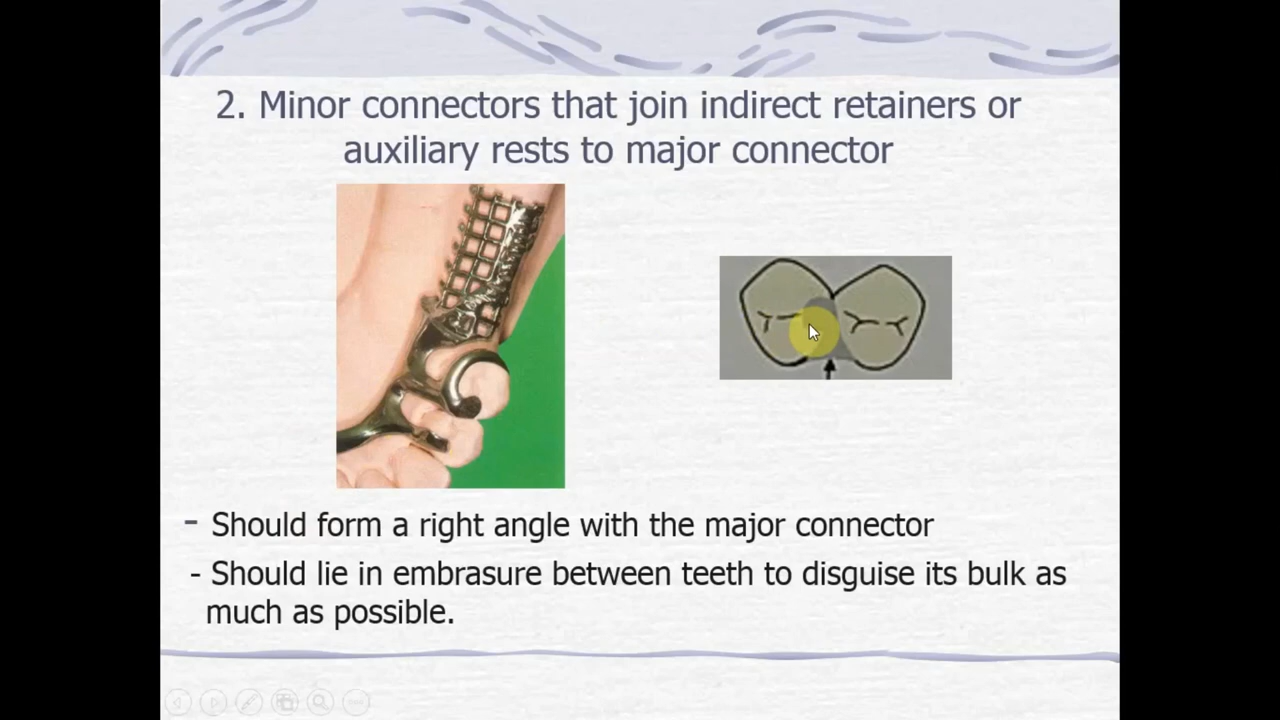 2. Minor connectors that join indirect retainers or
auxiliary rests to major connector
- Should form a right angle with the major connector
- Should lie in embrasure between teeth to disguise its bulk as
much as possible.